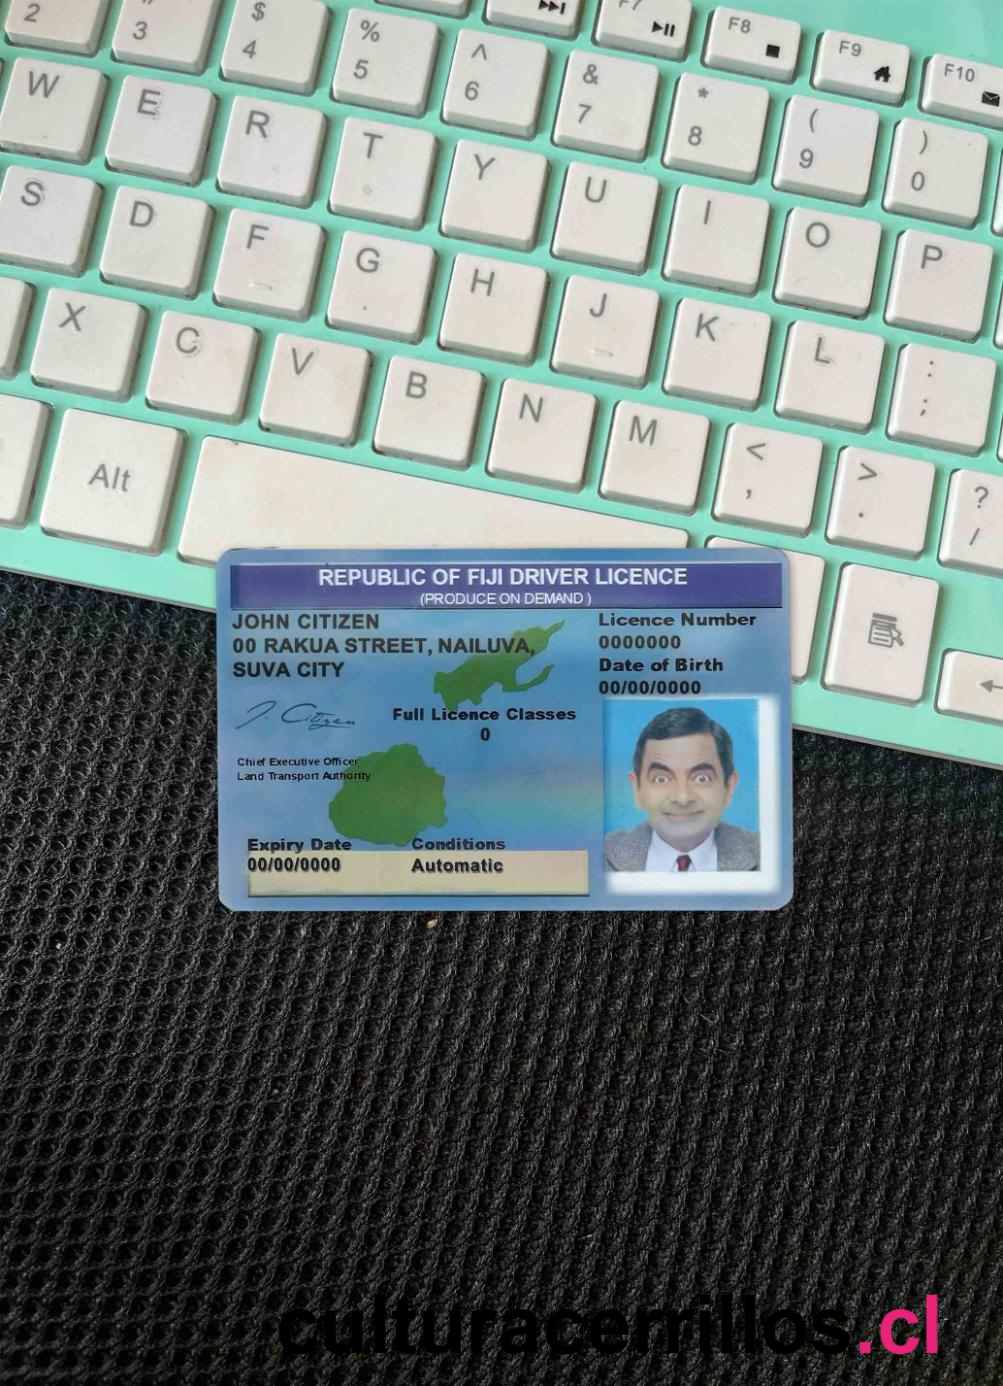 2 # 3 $ 4 % 5 ^ 6 & 7 * 8 ( 9 ) 0
F7 F8 F9 F10
W E R T Y U I O P
S D F G H J K L : ;
X C V B N M < , > . ? /
Alt
REPUBLIC OF FIJI DRIVER LICENCE
(PRODUCE ON DEMAND )
JOHN CITIZEN
00 RAKUA STREET, NAILUVA,
SUVA CITY
Licence Number
0000000
Date of Birth
00/00/0000
J. Citizen
Full Licence Classes
0
Chief Executive Officer
Land Transport Authority
Expiry Date
00/00/0000
Conditions
Automatic
culturacerrillos.cl